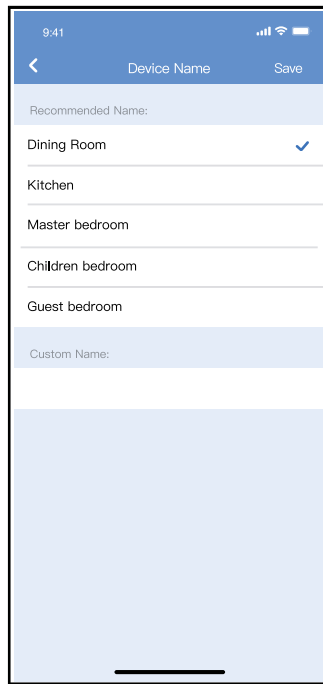 9:41
Device Name Save
Recommended Name:
Dining Room
Kitchen
Master bedroom
Children bedroom
Guest bedroom
Custom Name: